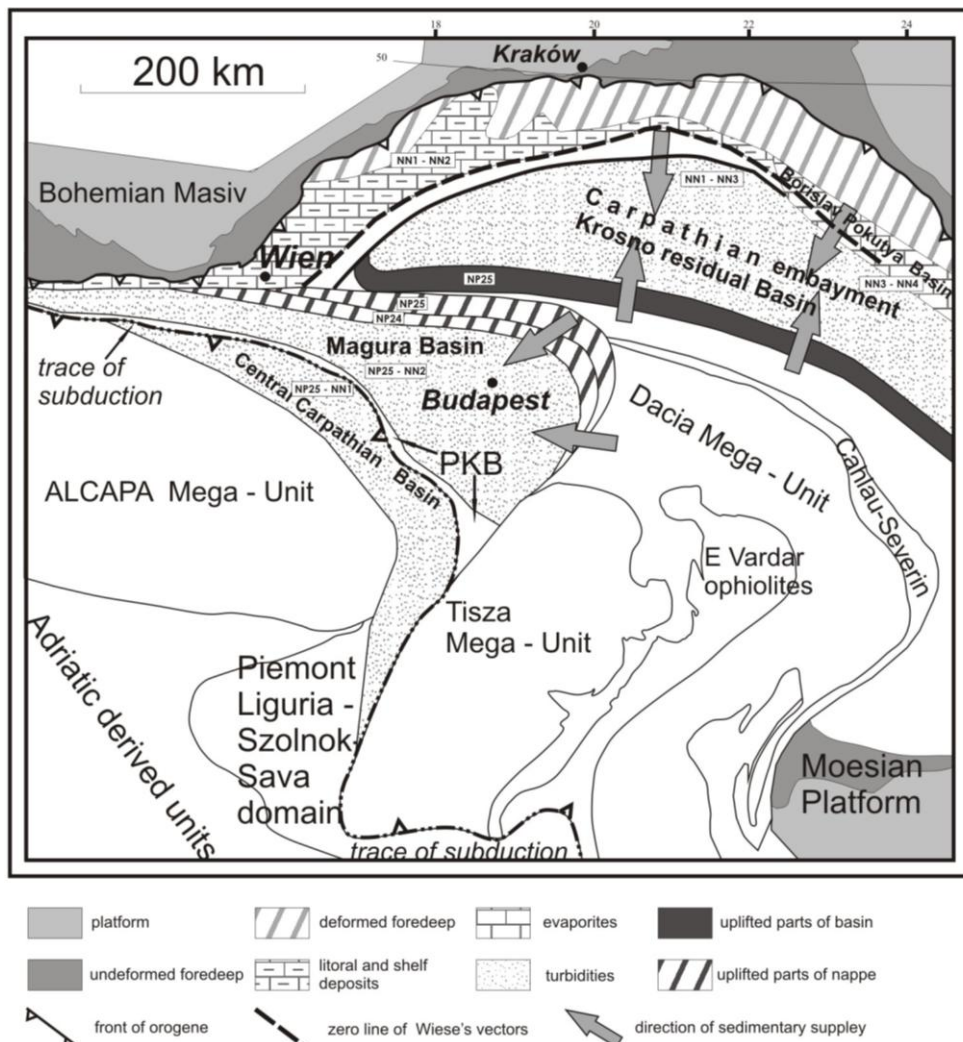 18
20
22
24
50
Kraków
200 km
NN1 - NN2
Bohemian Masiv
NN1 - NN3
Borislav Pokutya Basin
Carpathian embayment
Krosno residual Basin
Wien
NP25
NN3 - NN4
NP25
NP24
Magura Basin
trace of
subduction
NP25 - NN2
NP25 - NN1
Central Carpathian Basin
Budapest
Dacia Mega - Unit
PKB
Cahlau-Severin
ALCAPA Mega - Unit
E Vardar
ophiolites
Tisza
Mega - Unit
Adriatic derived units
Piemont
Liguria -
Szolnok-
Sava
domain
Moesian
Platform
trace of subduction
platform
deformed foredeep
evaporites
uplifted parts of basin
undeformed foredeep
litoral and shelf
deposits
turbidities
uplifted parts of nappe
front of orogene
zero line of Wiese's vectors
direction of sedimentary suppley